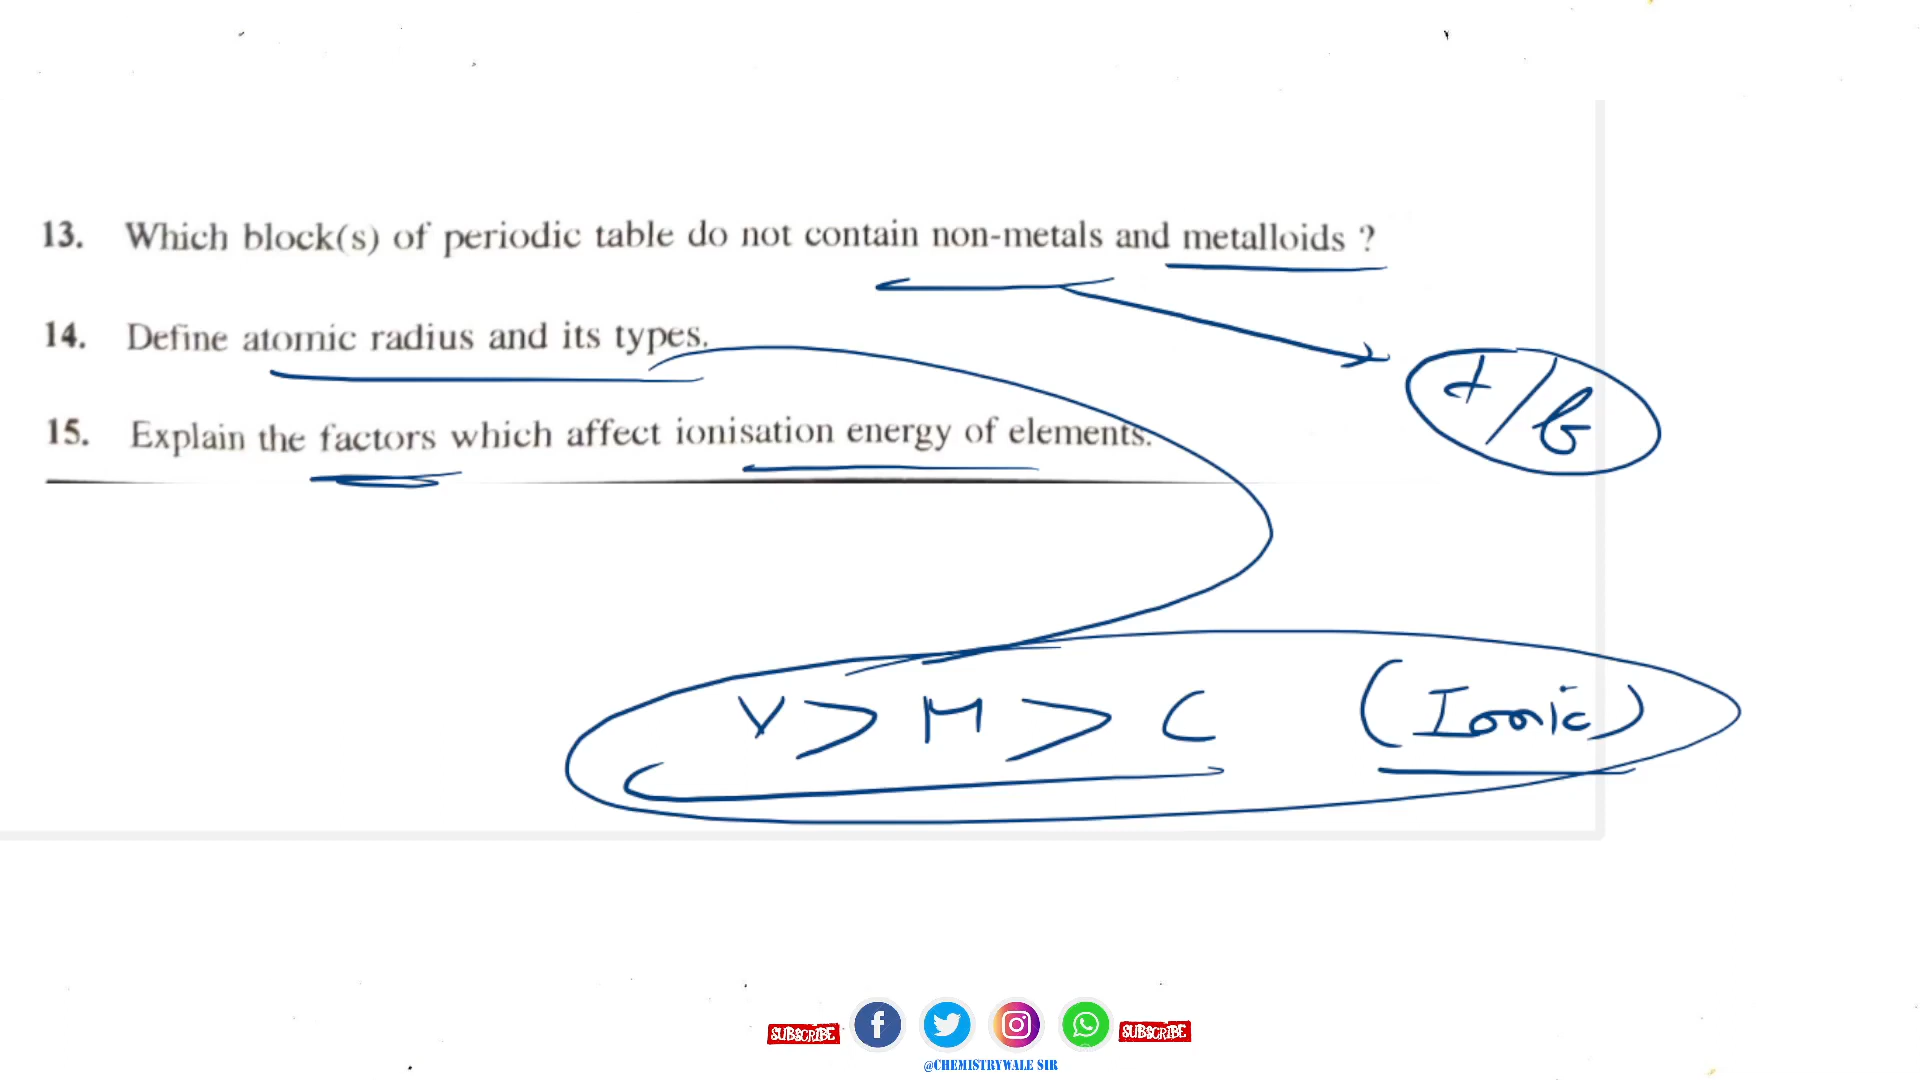 13. Which block(s) of periodic table do not contain non-metals and metalloids ?
14. Define atomic radius and its types.
d/f
15. Explain the factors which affect ionisation energy of elements.
V > M > C (Ionic)
SUBSCRIBE SUBSCRIBE
@CHEMISTRYWALE SIR